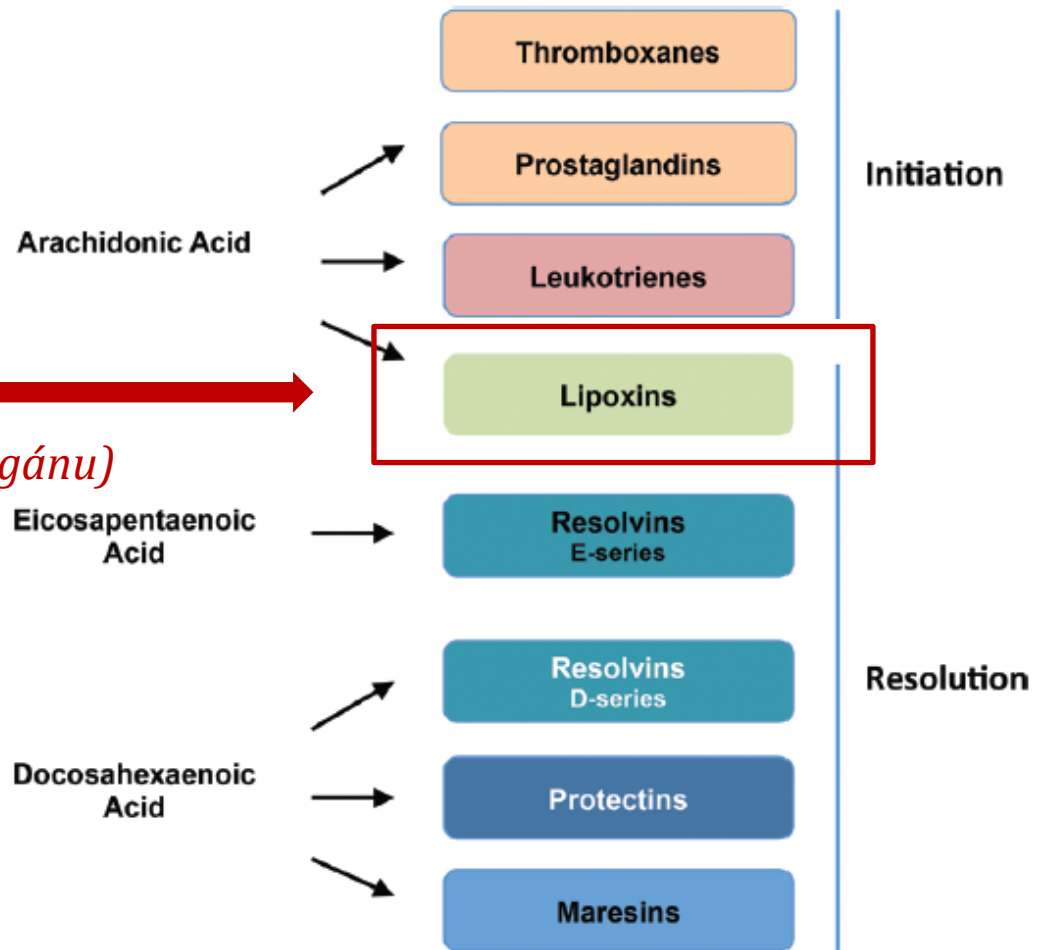 Thromboxanes
Prostaglandins
Initiation
Arachidonic Acid
Leukotrienes
Lipoxins
gánu)
Eicosapentaenoic
Acid
Resolvins
E-series
Resolvins
D-series
Resolution
Docosahexaenoic
Acid
Protectins
Maresins